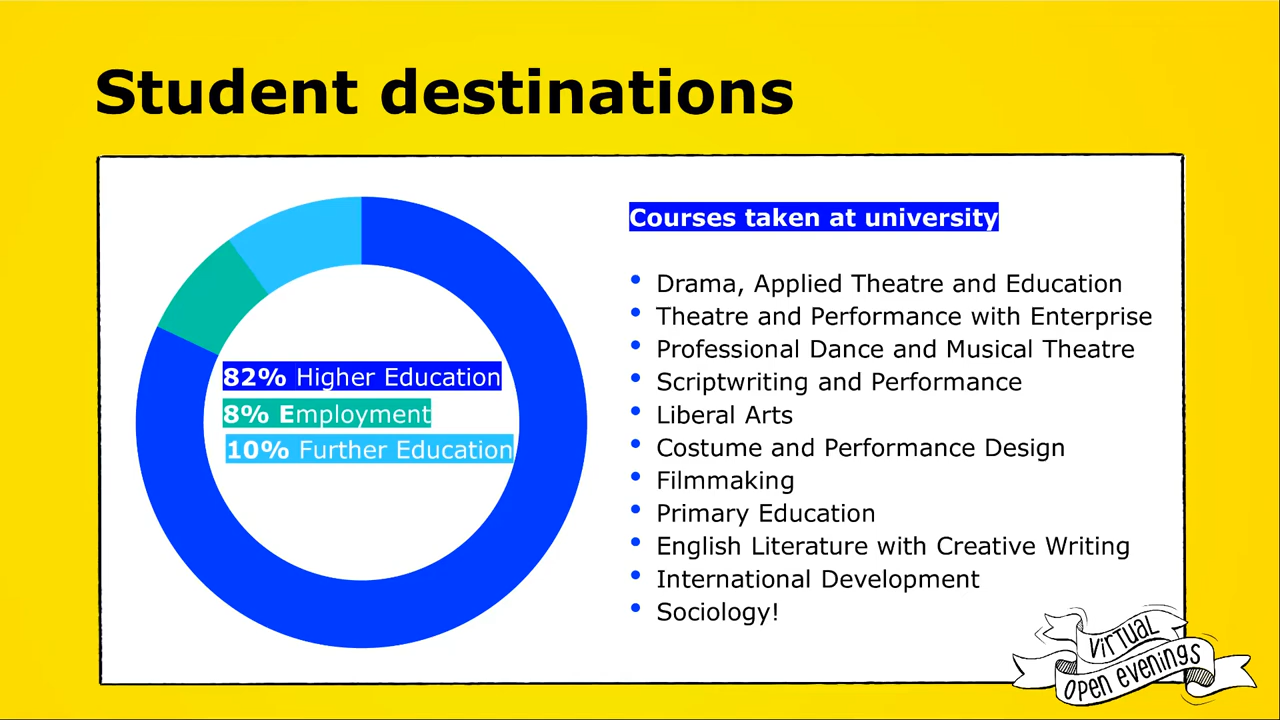 Student destinations
82% Higher Education
8% Employment
10% Further Education
Courses taken at university
• Drama, Applied Theatre and Education
• Theatre and Performance with Enterprise
• Professional Dance and Musical Theatre
• Scriptwriting and Performance
• Liberal Arts
• Costume and Performance Design
• Filmmaking
• Primary Education
• English Literature with Creative Writing
• International Development
• Sociology!
VIRTUAL
OPEN EVENINGS